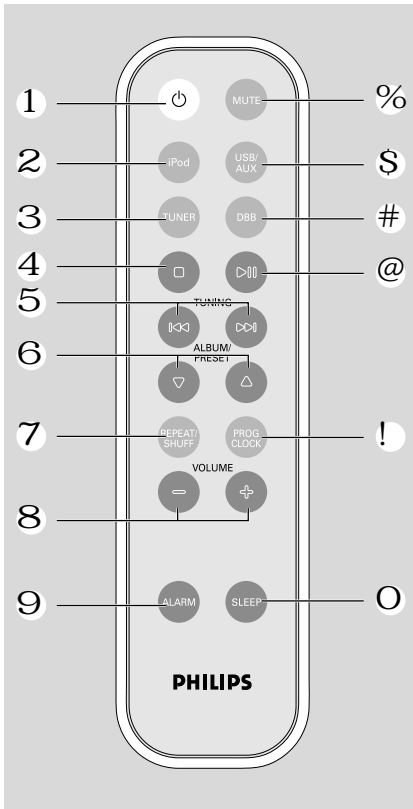 1 MUTE %
2 iPod USB/ $
AUX
3 TUNER DBB #
4 @
5 TUNING
6 ALBUM/
PRESET
7 REPEAT/ PROG !
SHUFF CLOCK
VOLUME
8
9 ALARM SLEEP 0
PHILIPS